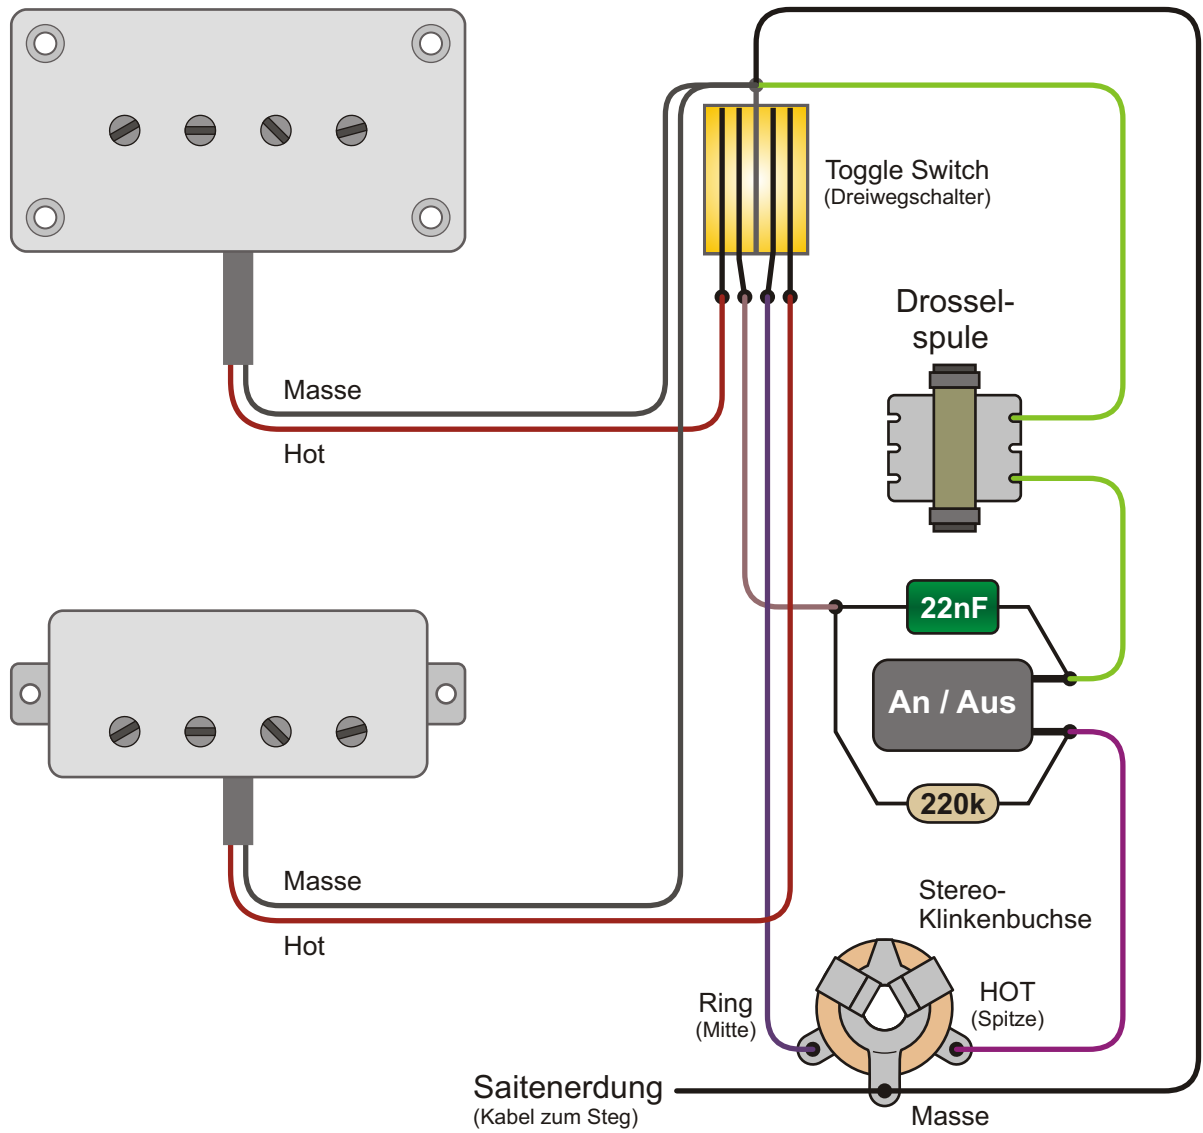 Toggle Switch
(Dreiwegschalter)
Drossel-
spule
Masse
Hot
22nF
An / Aus
220k
Masse
Hot
Stereo-
Klinkenbuchse
Ring
(Mitte)
HOT
(Spitze)
Saitenerdung
(Kabel zum Steg)
Masse